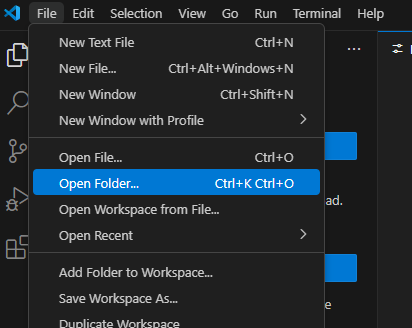 File Edit Selection View Go Run Terminal Help
New Text File Ctrl+N
New File... Ctrl+Alt+Windows+N
New Window Ctrl+Shift+N
New Window with Profile
Open File... Ctrl+O
Open Folder... Ctrl+K Ctrl+O
ad.
Open Workspace from File...
Open Recent
Add Folder to Workspace...
Save Workspace As...
Duplicate Workspace